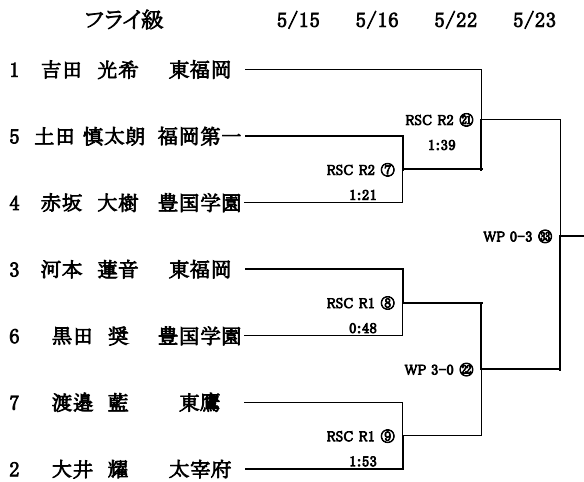 フライ級 5/15 5/16 5/22 5/23
1 吉田 光希 東福岡
RSC R2 ㉑
1:39
5 土田 慎太朗 福岡第一
RSC R2 ⑦
1:21
4 赤坂 大樹 豊国学園
WP 0-3 ㉝
3 河本 蓮音 東福岡
RSC R1 ⑧
0:48
6 黒田 奨 豊国学園
WP 3-0 ㉒
7 渡邉 藍 東鷹
RSC R1 ⑨
1:53
2 大井 耀 太宰府